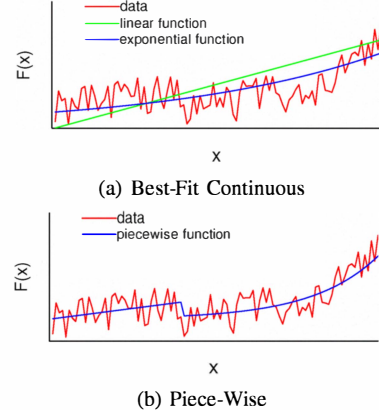 data
linear function
exponential function
F(x)
x
(a) Best-Fit Continuous
data
piecewise function
F(x)
x
(b) Piece-Wise